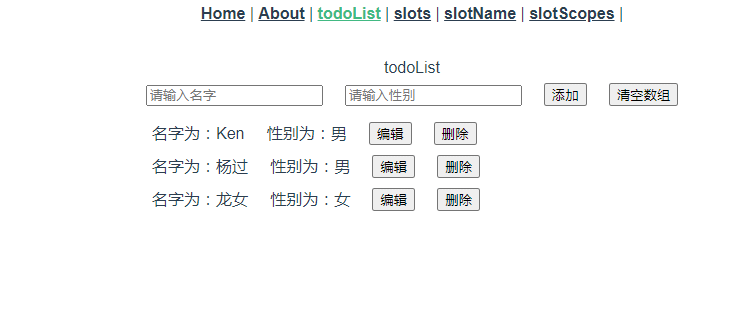 Home | About | todoList | slots | slotName | slotScopes |
todoList
请输入名字 请输入性别 添加 清空数组
名字为：Ken 性别为：男 编辑 删除
名字为：杨过 性别为：男 编辑 删除
名字为：龙女 性别为：女 编辑 删除